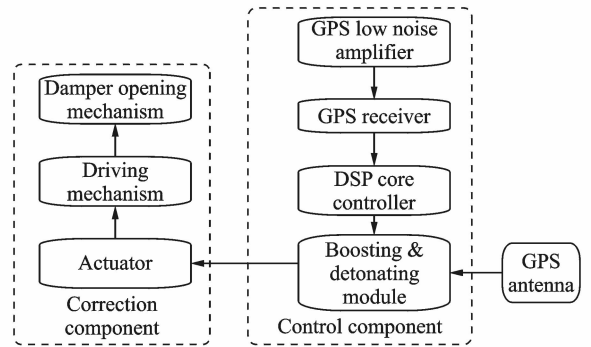 GPS low noise
amplifier
GPS receiver
DSP core
controller
Boosting &
detonating
module
Control component
Damper opening
mechanism
Driving
mechanism
Actuator
Correction
component
GPS
antenna